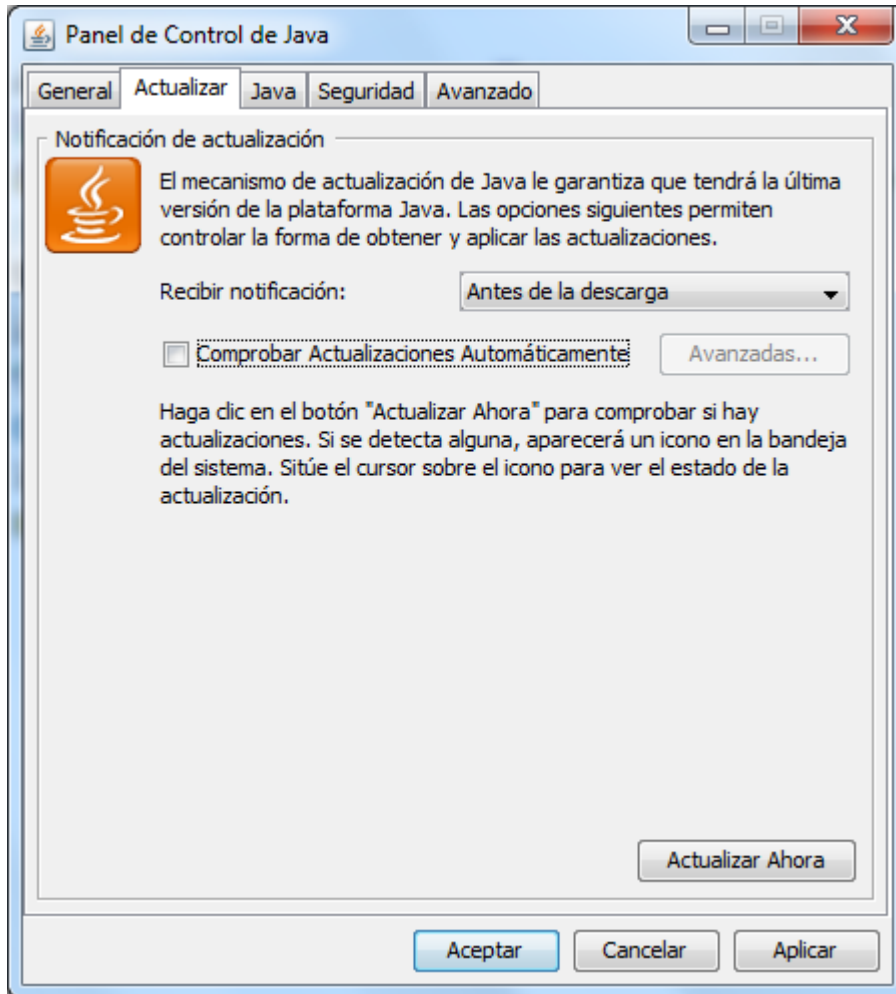 Panel de Control de Java
General Actualizar Java Seguridad Avanzado
Notificación de actualización
El mecanismo de actualización de Java le garantiza que tendrá la última
versión de la plataforma Java. Las opciones siguientes permiten
controlar la forma de obtener y aplicar las actualizaciones.
Recibir notificación: Antes de la descarga
Comprobar Actualizaciones Automáticamente Avanzadas...
Haga clic en el botón "Actualizar Ahora" para comprobar si hay
actualizaciones. Si se detecta alguna, aparecerá un icono en la bandeja
del sistema. Sitúe el cursor sobre el icono para ver el estado de la
actualización.
Actualizar Ahora
Aceptar Cancelar Aplicar